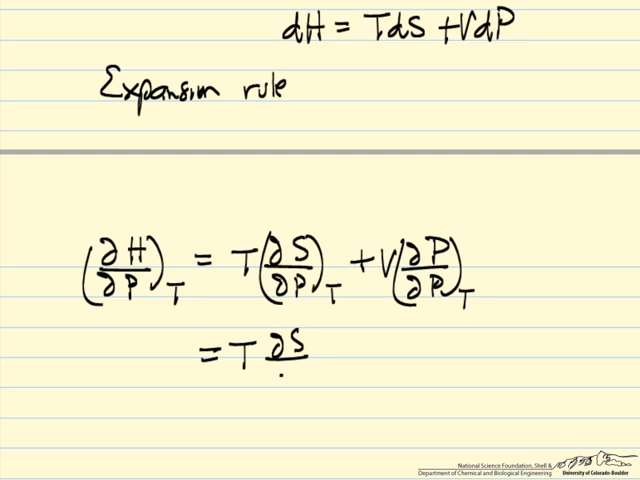 dH = TdS + VdP
Expansion rule
(∂H/∂P)_T = T(∂S/∂P)_T + V(∂P/∂P)_T
= T ∂S
National Science Foundation, Shell &
Department of Chemical and Biological Engineering
University of Colorado-Boulder